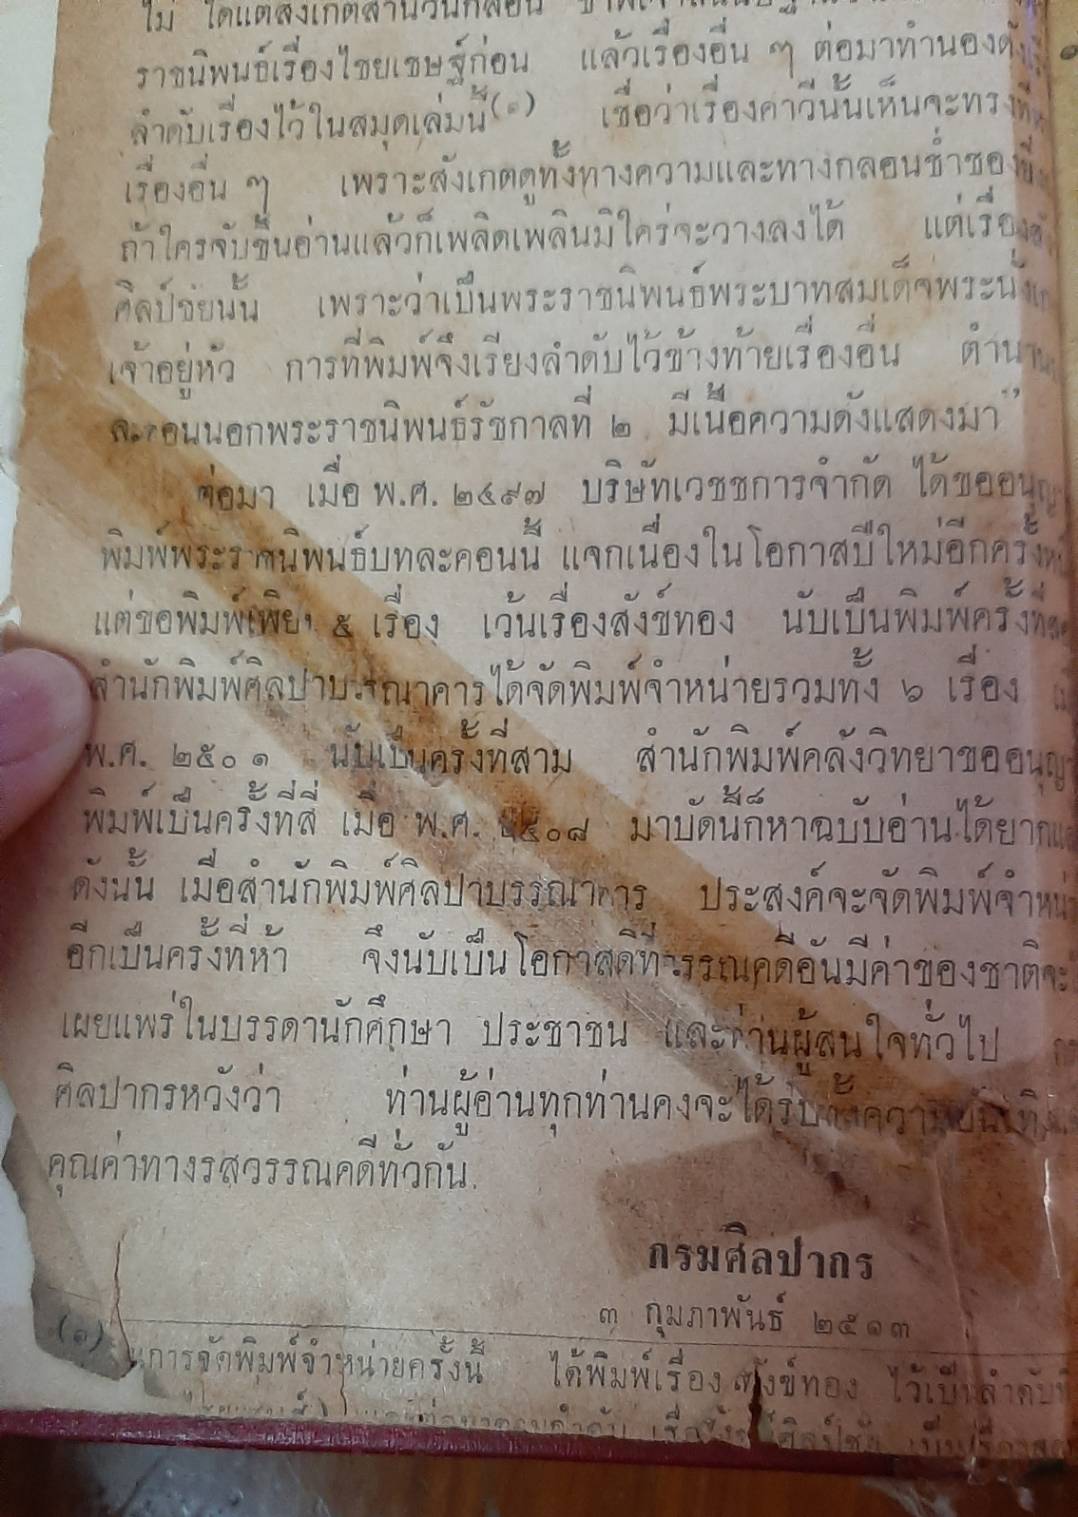 ไม่ ได้แต่สังเกตสำนวนกลอน
ราชนิพนธ์เรื่องไชยเชษฐ์ก่อน แล้วเรื่องอื่น ๆ ต่อมาทำนองดัง
ลำดับเรื่องไว้ในสมุดเล่มนี้(๑) เชื่อว่าเรื่องคาวีนั้นเห็นจะทรงที
เรื่องอื่น ๆ เพราะสังเกตดูทั้งทางความและทางกลอนช่ำชอง
ถ้าใครจับขึ้นอ่านแล้วก็เพลิดเพลินมิใคร่จะวางลงได้ แต่เรื่อง
ศิลป์ชัยนั้น เพราะว่าเป็นพระราชนิพนธ์พระบาทสมเด็จพระนั่ง
เจ้าอยู่หัว การที่พิมพ์จึงเรียงลำดับไว้ข้างท้ายเรื่องอื่น ตำนาน
ละคอนนอกพระราชนิพนธ์รัชกาลที่ ๒ มีเนื้อความดังแสดงมา”
ต่อมา เมื่อ พ.ศ. ๒๔๙๗ บริษัทเวชชการจำกัด ได้ขออนุญา
พิมพ์พระราชนิพนธ์บทละคอนนี้ แจกเนื่องในโอกาสปีใหม่อีกครั้ง
แต่ขอพิมพ์เพียง ๕ เรื่อง เว้นเรื่องสังข์ทอง นับเป็นพิมพ์ครั้งที่
สำนักพิมพ์ศิลปาบรรณาคารได้จัดพิมพ์จำหน่ายรวมทั้ง ๖ เรื่อง
พ.ศ. ๒๕๐๑ นับเป็นครั้งที่สาม สำนักพิมพ์คลังวิทยาขออนุญา
พิมพ์เป็นครั้งที่สี่ เมื่อ พ.ศ. ๒๕๐๘ มาบัดนี้ก็หาฉบับอ่านได้ยาก
ดังนั้น เมื่อสำนักพิมพ์ศิลปาบรรณาคาร ประสงค์จะจัดพิมพ์จำหน่
อีกเป็นครั้งที่ห้า จึงนับเป็นโอกาสดีที่วรรณคดีอันมีค่าของชาติจะ
เผยแพร่ในบรรดานักศึกษา ประชาชน และท่านผู้สนใจทั่วไป
ศิลปากรหวังว่า ท่านผู้อ่านทุกท่านคงจะได้รับทั้งความบันเทิง
คุณค่าทางรสวรรณคดีทั่วกัน.
กรมศิลปากร
๓ กุมภาพันธ์ ๒๕๑๓
(๑) ในการจัดพิมพ์จำหน่ายครั้งนี้ ได้พิมพ์เรื่อง สังข์ทอง ไว้เป็นลำดับ